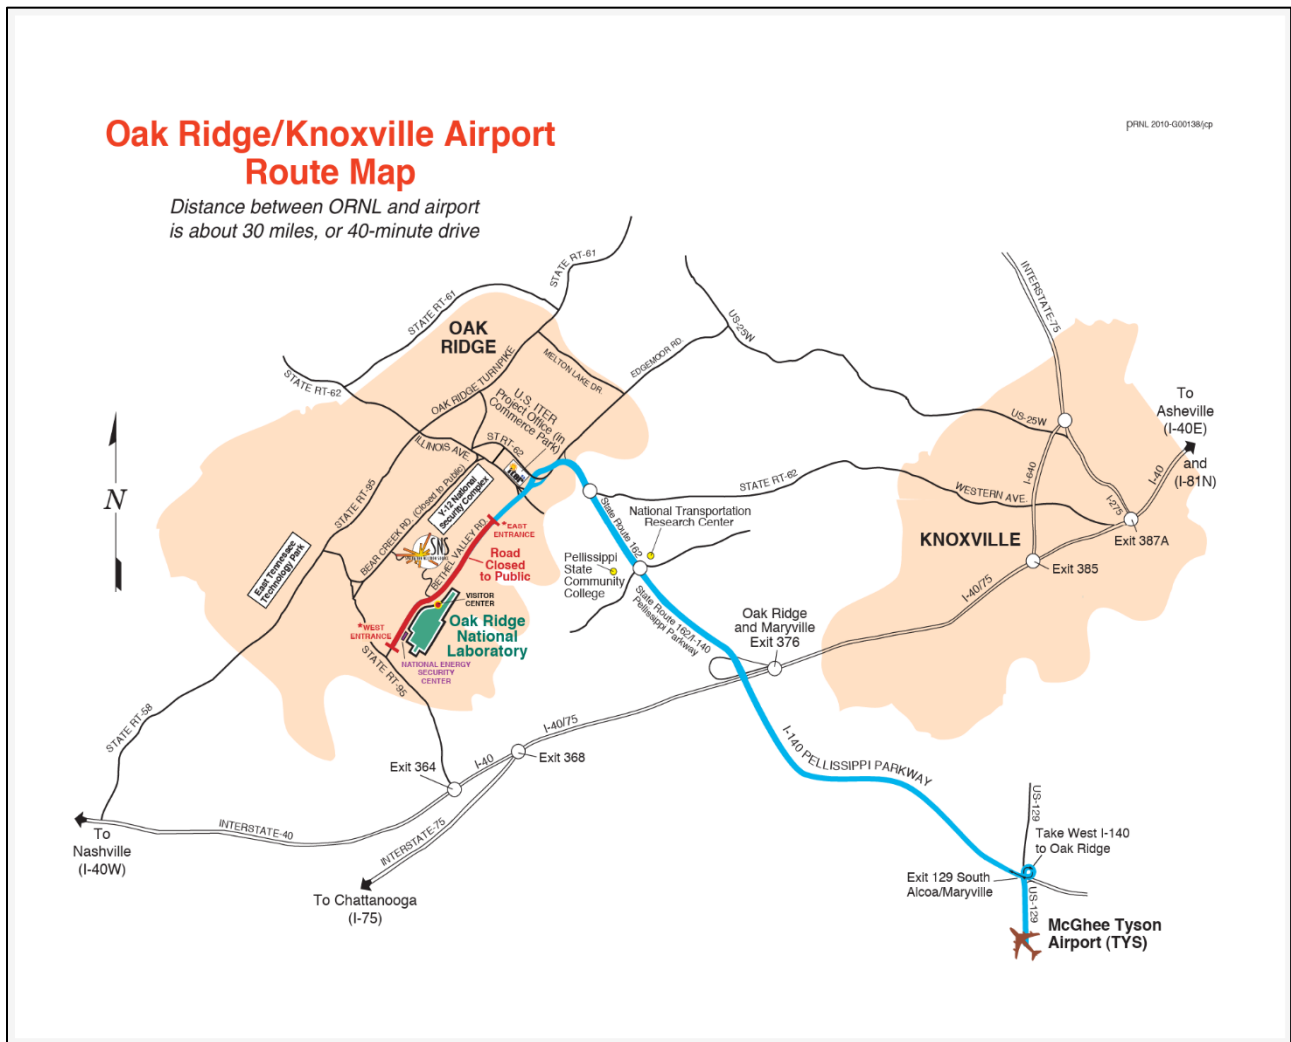 Oak Ridge/Knoxville Airport
Route Map
Distance between ORNL and airport
is about 30 miles, or 40-minute drive
ORNL 2010-G00138/jcp
STATE RT-61
STATE RT-61
OAK
RIDGE
STATE RT-62
OAK RIDGE TURNPIKE
MELTON LAKE DR.
EDGEMOOR RD.
US-25W
INTERSTATE-75
To
Asheville
(I-40E)
and
(I-81N)
U.S. ITER
Project Office (in
Commerce Park)
ILLINOIS AVE.
ST RT-62
US-25W
I-640
I-275
I-40
STATE RT-95
BEAR CREEK RD. (Closed to Public)
Y-12 National
Security Complex
STATE RT-62
WESTERN AVE.
N
State Route 162
National Transportation
Research Center
KNOXVILLE
Exit 387A
*EAST
ENTRANCE
SNS
BETHEL VALLEY RD.
Road
Closed
to Public
Pellissippi
State
Community
College
Exit 385
East Tennessee
Technology Park
I-40/75
VISITOR
CENTER
State Route 162/I-140
Pellissippi Parkway
Oak Ridge
and Maryville
Exit 376
*WEST
ENTRANCE
Oak Ridge
National
Laboratory
NATIONAL ENERGY
SECURITY
CENTER
STATE RT-95
STATE RT-58
I-40/75
I-140 PELLISSIPPI PARKWAY
Exit 364
I-40
Exit 368
US-129
To
Nashville
(I-40W)
INTERSTATE-40
INTERSTATE-75
Take West I-140
to Oak Ridge
Exit 129 South
Alcoa/Maryville
To Chattanooga
(I-75)
US-129
McGhee Tyson
Airport (TYS)